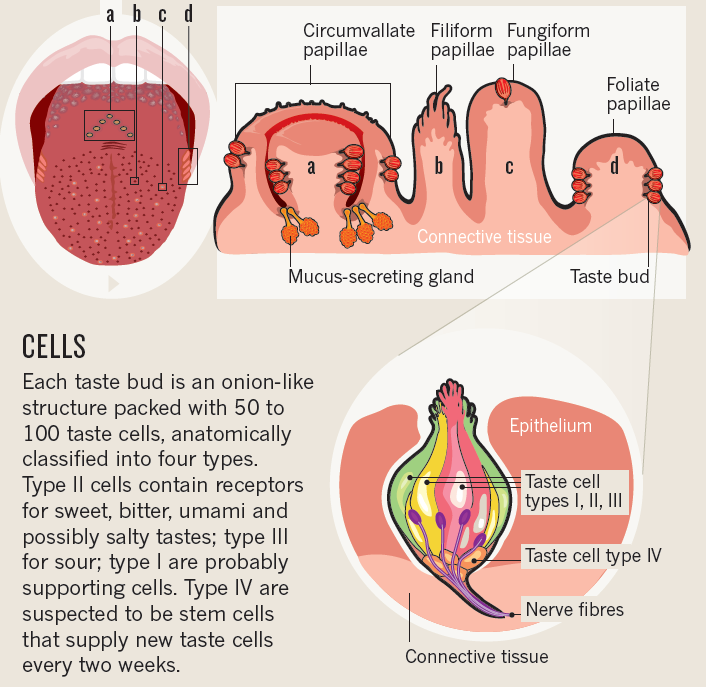 a b c d
Circumvallate
papillae
Filiform
papillae
Fungiform
papillae
Foliate
papillae
a
b
c
d
Connective tissue
Mucus-secreting gland
Taste bud
CELLS
Each taste bud is an onion-like
structure packed with 50 to
100 taste cells, anatomically
classified into four types.
Type II cells contain receptors
for sweet, bitter, umami and
possibly salty tastes; type III
for sour; type I are probably
supporting cells. Type IV are
suspected to be stem cells
that supply new taste cells
every two weeks.
Epithelium
Taste cell
types I, II, III
Taste cell type IV
Nerve fibres
Connective tissue